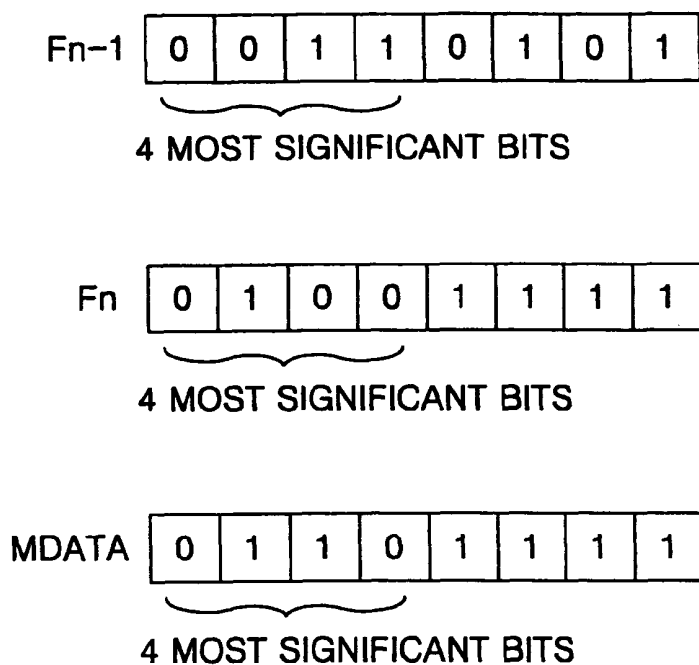 Fn-1 0 0 1 1 0 1 0 1
4 MOST SIGNIFICANT BITS
Fn 0 1 0 0 1 1 1 1
4 MOST SIGNIFICANT BITS
MDATA 0 1 1 0 1 1 1 1
4 MOST SIGNIFICANT BITS